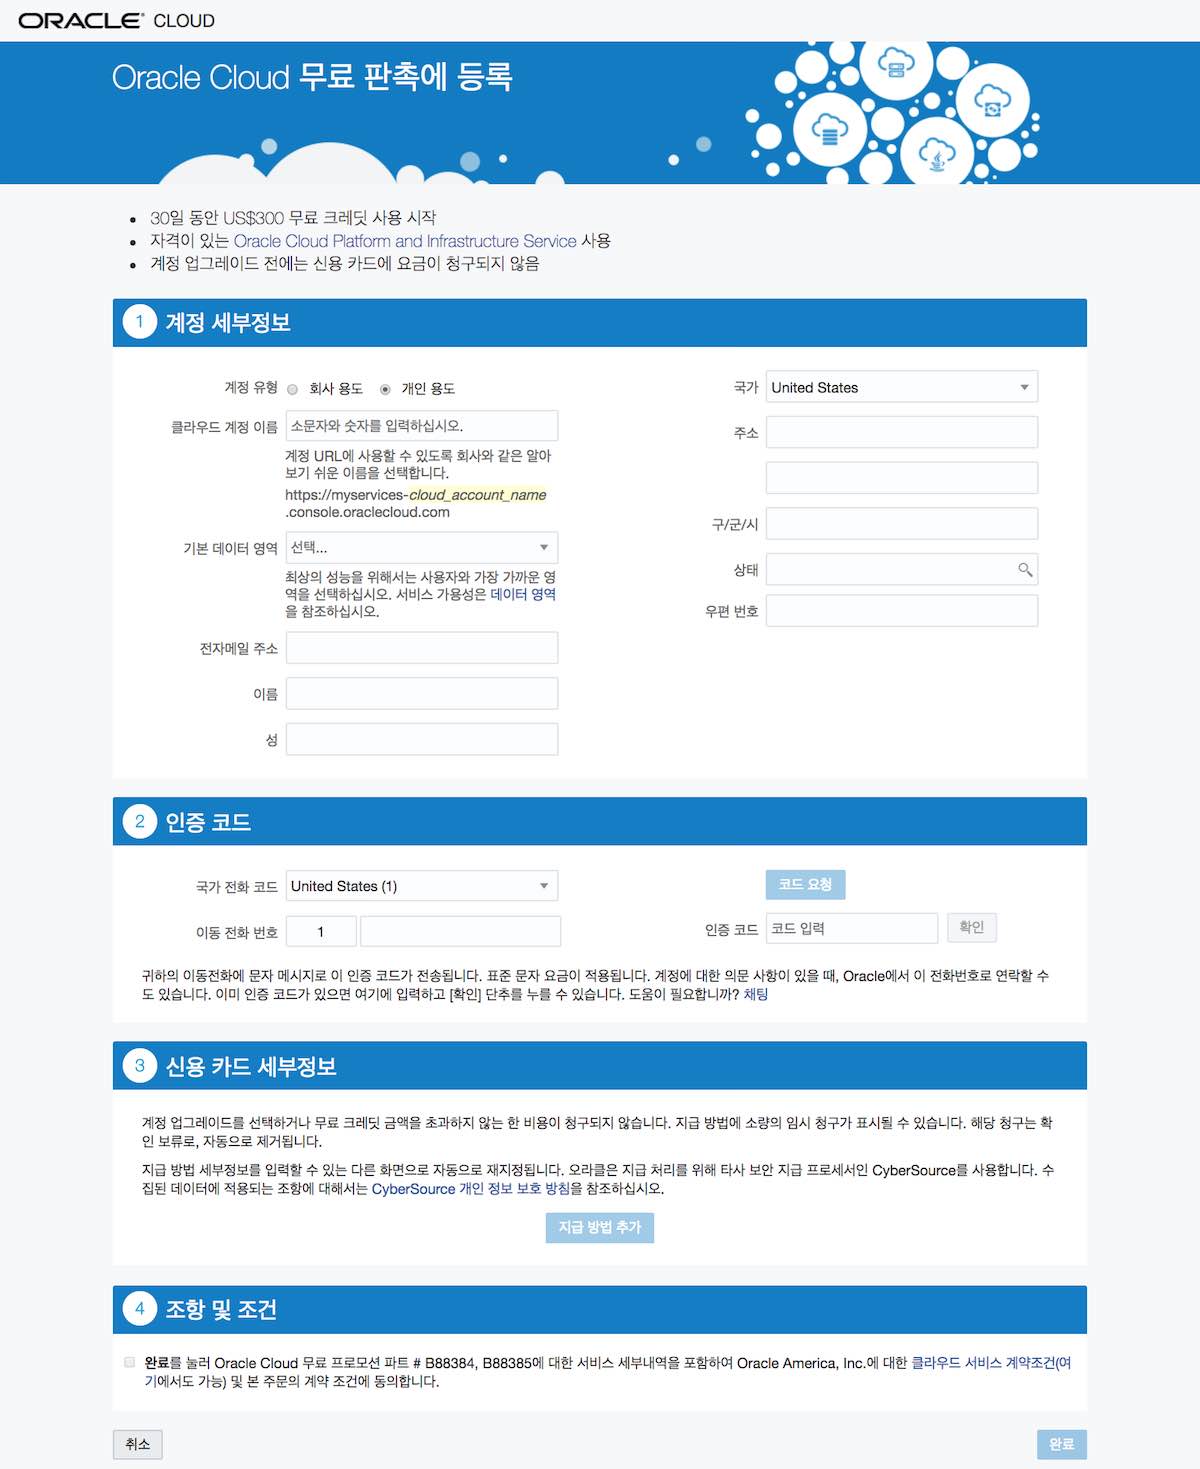 ORACLE® CLOUD
Oracle Cloud 무료 판촉에 등록
30일 동안 US$300 무료 크레딧 사용 시작
자격이 있는 Oracle Cloud Platform and Infrastructure Service 사용
계정 업그레이드 전에는 신용 카드에 요금이 청구되지 않음
1 계정 세부정보
계정 유형 회사 용도 개인 용도
클라우드 계정 이름 소문자와 숫자를 입력하십시오.
계정 URL에 사용할 수 있도록 회사와 같은 알아
보기 쉬운 이름을 선택합니다.
https://myservices-cloud_account_name
.console.oraclecloud.com
기본 데이터 영역 선택...
최상의 성능을 위해서는 사용자와 가장 가까운 영
역을 선택하십시오. 서비스 가용성은 데이터 영역
을 참조하십시오.
전자메일 주소
이름
성
국가 United States
주소
구/군/시
상태
우편 번호
2 인증 코드
국가 전화 코드 United States (1)
이동 전화 번호 1
코드 요청
인증 코드 코드 입력 확인
귀하의 이동전화에 문자 메시지로 이 인증 코드가 전송됩니다. 표준 문자 요금이 적용됩니다. 계정에 대한 의문 사항이 있을 때, Oracle에서 이 전화번호로 연락할 수
도 있습니다. 이미 인증 코드가 있으면 여기에 입력하고 [확인] 단추를 누를 수 있습니다. 도움이 필요합니까? 채팅
3 신용 카드 세부정보
계정 업그레이드를 선택하거나 무료 크레딧 금액을 초과하지 않는 한 비용이 청구되지 않습니다. 지급 방법에 소량의 임시 청구가 표시될 수 있습니다. 해당 청구는 확
인 보류로, 자동으로 제거됩니다.
지급 방법 세부정보를 입력할 수 있는 다른 화면으로 자동으로 재지정됩니다. 오라클은 지급 처리를 위해 타사 보안 지급 프로세서인 CyberSource를 사용합니다. 수
집된 데이터에 적용되는 조항에 대해서는 CyberSource 개인 정보 보호 방침을 참조하십시오.
지급 방법 추가
4 조항 및 조건
완료를 눌러 Oracle Cloud 무료 프로모션 파트 # B88384, B88385에 대한 서비스 세부내역을 포함하여 Oracle America, Inc.에 대한 클라우드 서비스 계약조건(여
기에서도 가능) 및 본 주문의 계약 조건에 동의합니다.
취소
완료